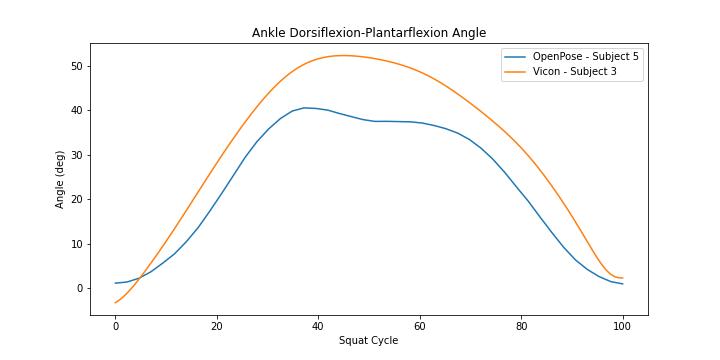 Ankle Dorsiflexion-Plantarflexion Angle
OpenPose - Subject 5
Vicon - Subject 3
50
40
30
20
10
0
Angle (deg)
0 20 40 60 80 100
Squat Cycle